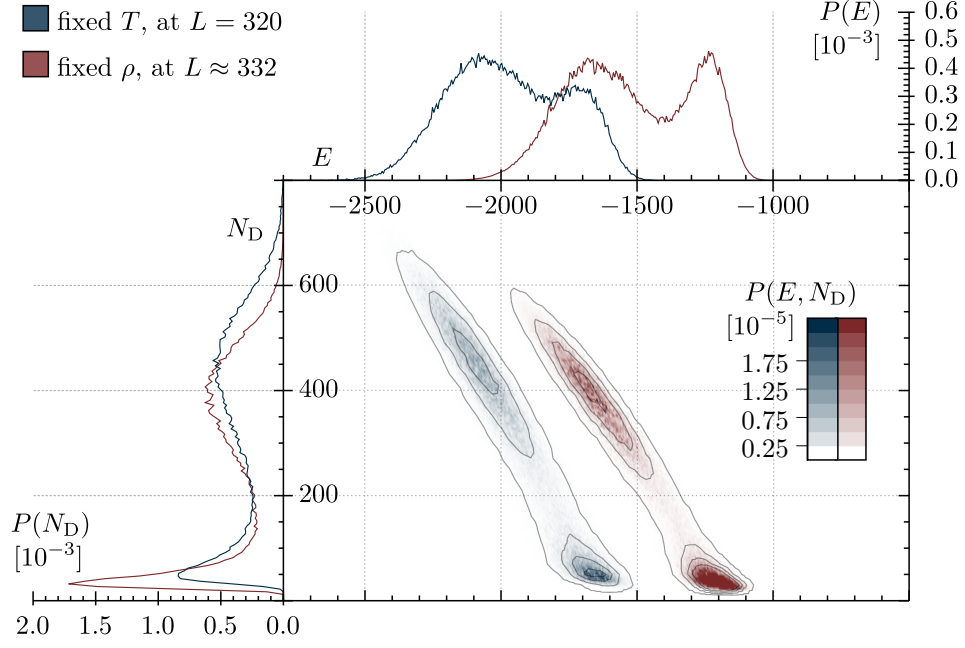 fixed T, at L = 320
fixed ρ, at L ≈ 332
P(E)
[10⁻³]
0.6
0.5
0.4
0.3
0.2
0.1
0.0
E
−2500 −2000 −1500 −1000
N_D
600
400
200
P(E, N_D)
[10⁻⁵]
1.75
1.25
0.75
0.25
P(N_D)
[10⁻³]
2.0 1.5 1.0 0.5 0.0